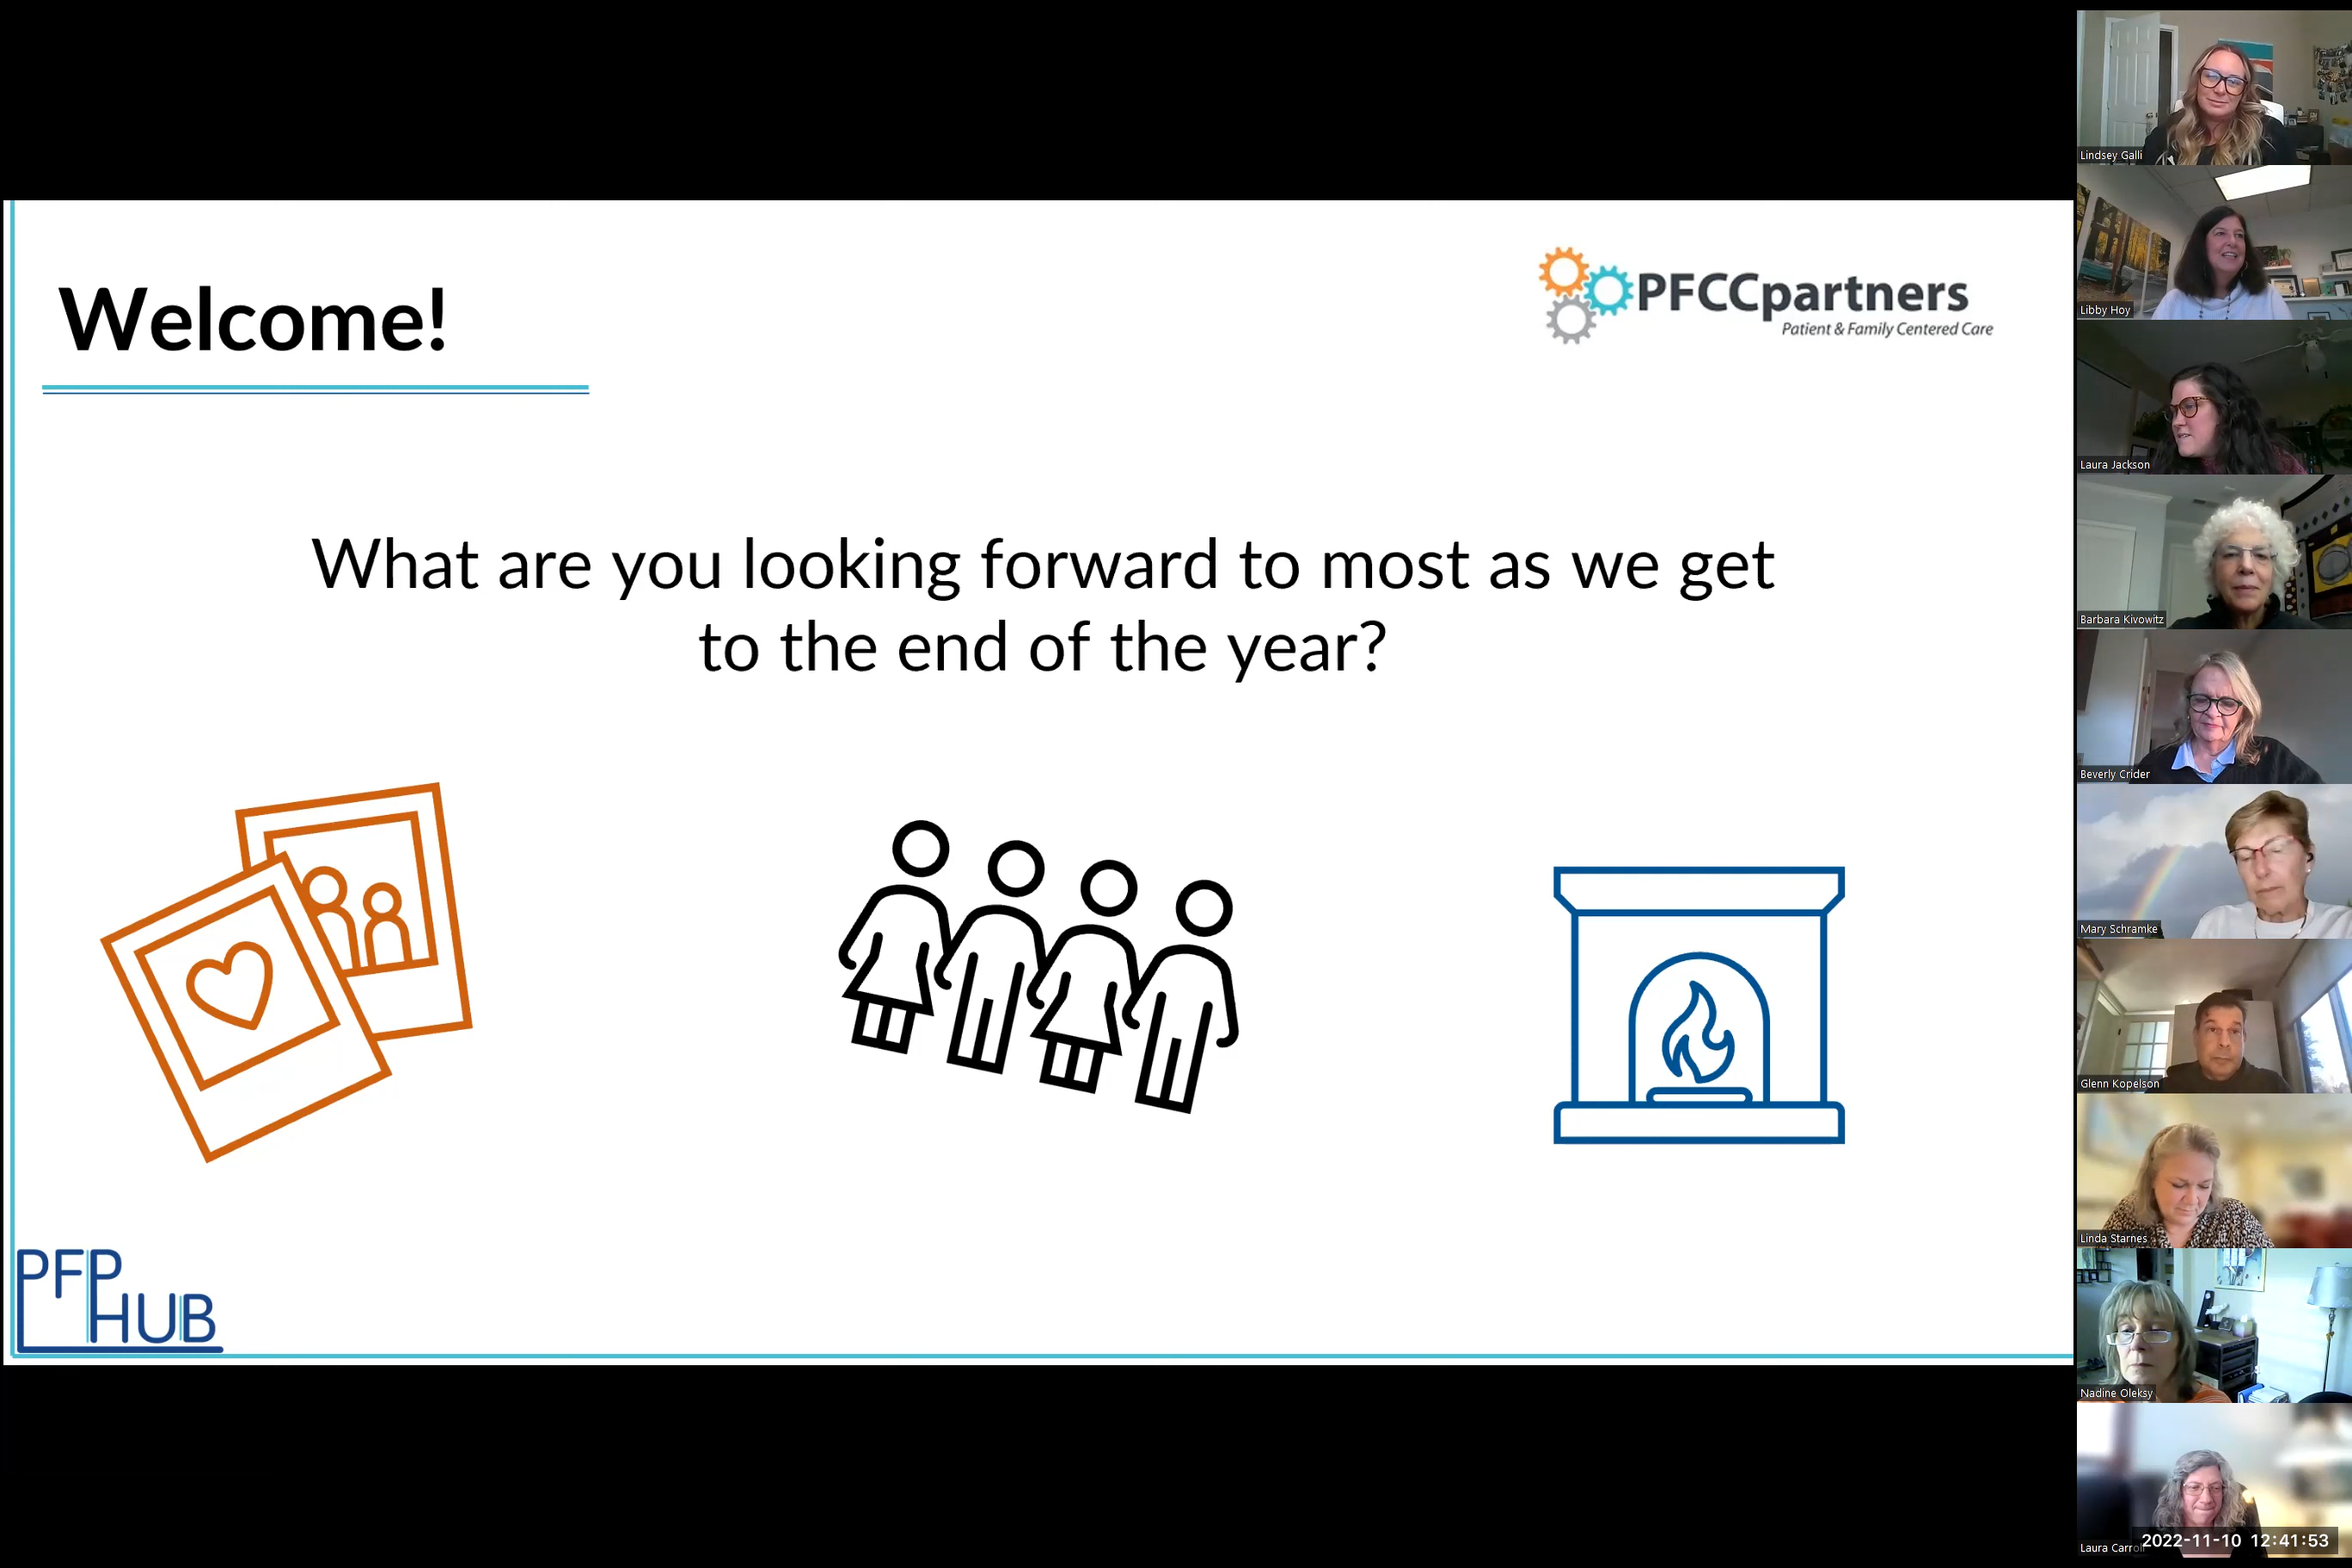 Welcome!
PFCCpartners
Patient & Family Centered Care
What are you looking forward to most as we get
to the end of the year?
PFP
HUB
Lindsey Galli
Libby Hoy
Laura Jackson
Barbara Kivowitz
Beverly Crider
Mary Schramke
Glenn Kopelson
Linda Starnes
Nadine Oleksy
Laura Carroll
2022-11-10 12:41:53